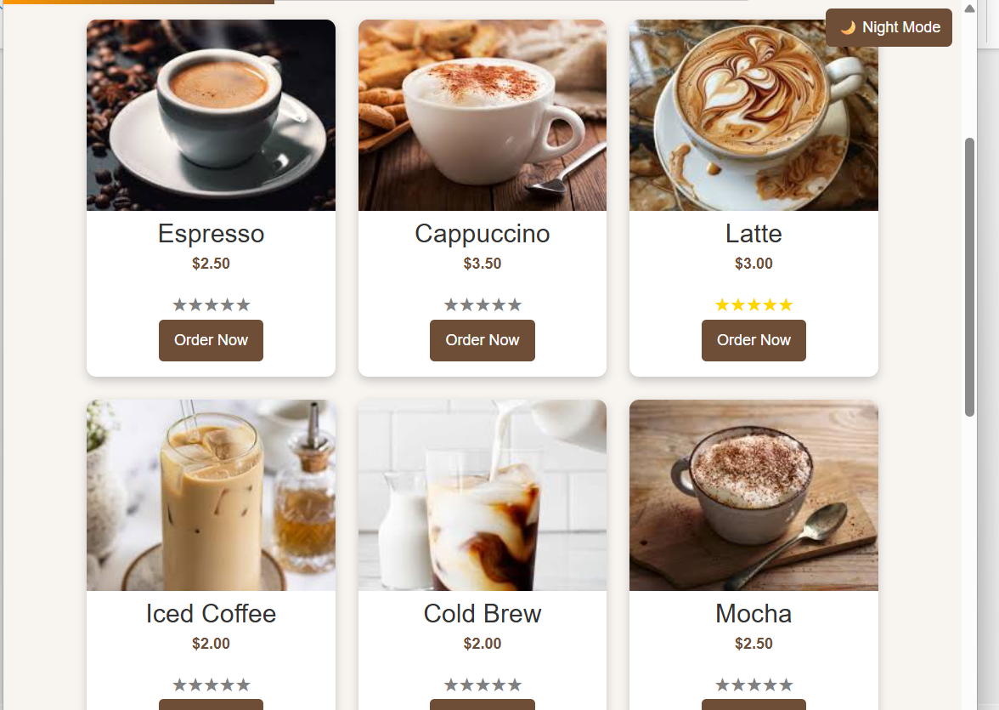 🌙 Night Mode
Espresso
$2.50
★★★★★
Order Now
Cappuccino
$3.50
★★★★★
Order Now
Latte
$3.00
★★★★★
Order Now
Iced Coffee
$2.00
★★★★★
Cold Brew
$2.00
★★★★★
Mocha
$2.50
★★★★★